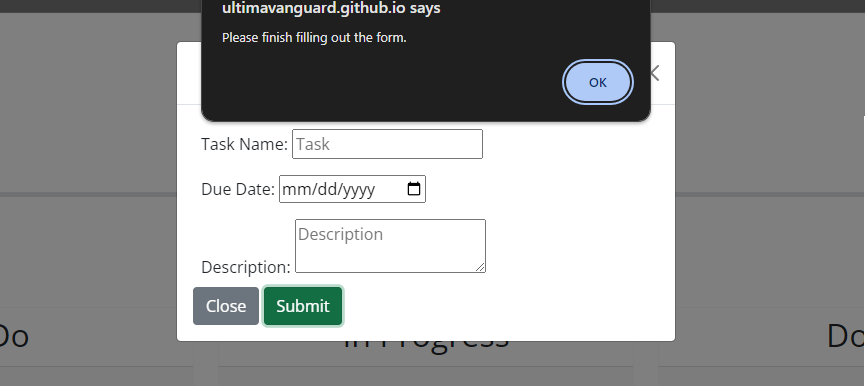 ultimavanguard.github.io says
Please finish filling out the form.
OK
Task Name: Task
Due Date: mm/dd/yyyy
Description: Description
Close Submit
Do In Progress Do